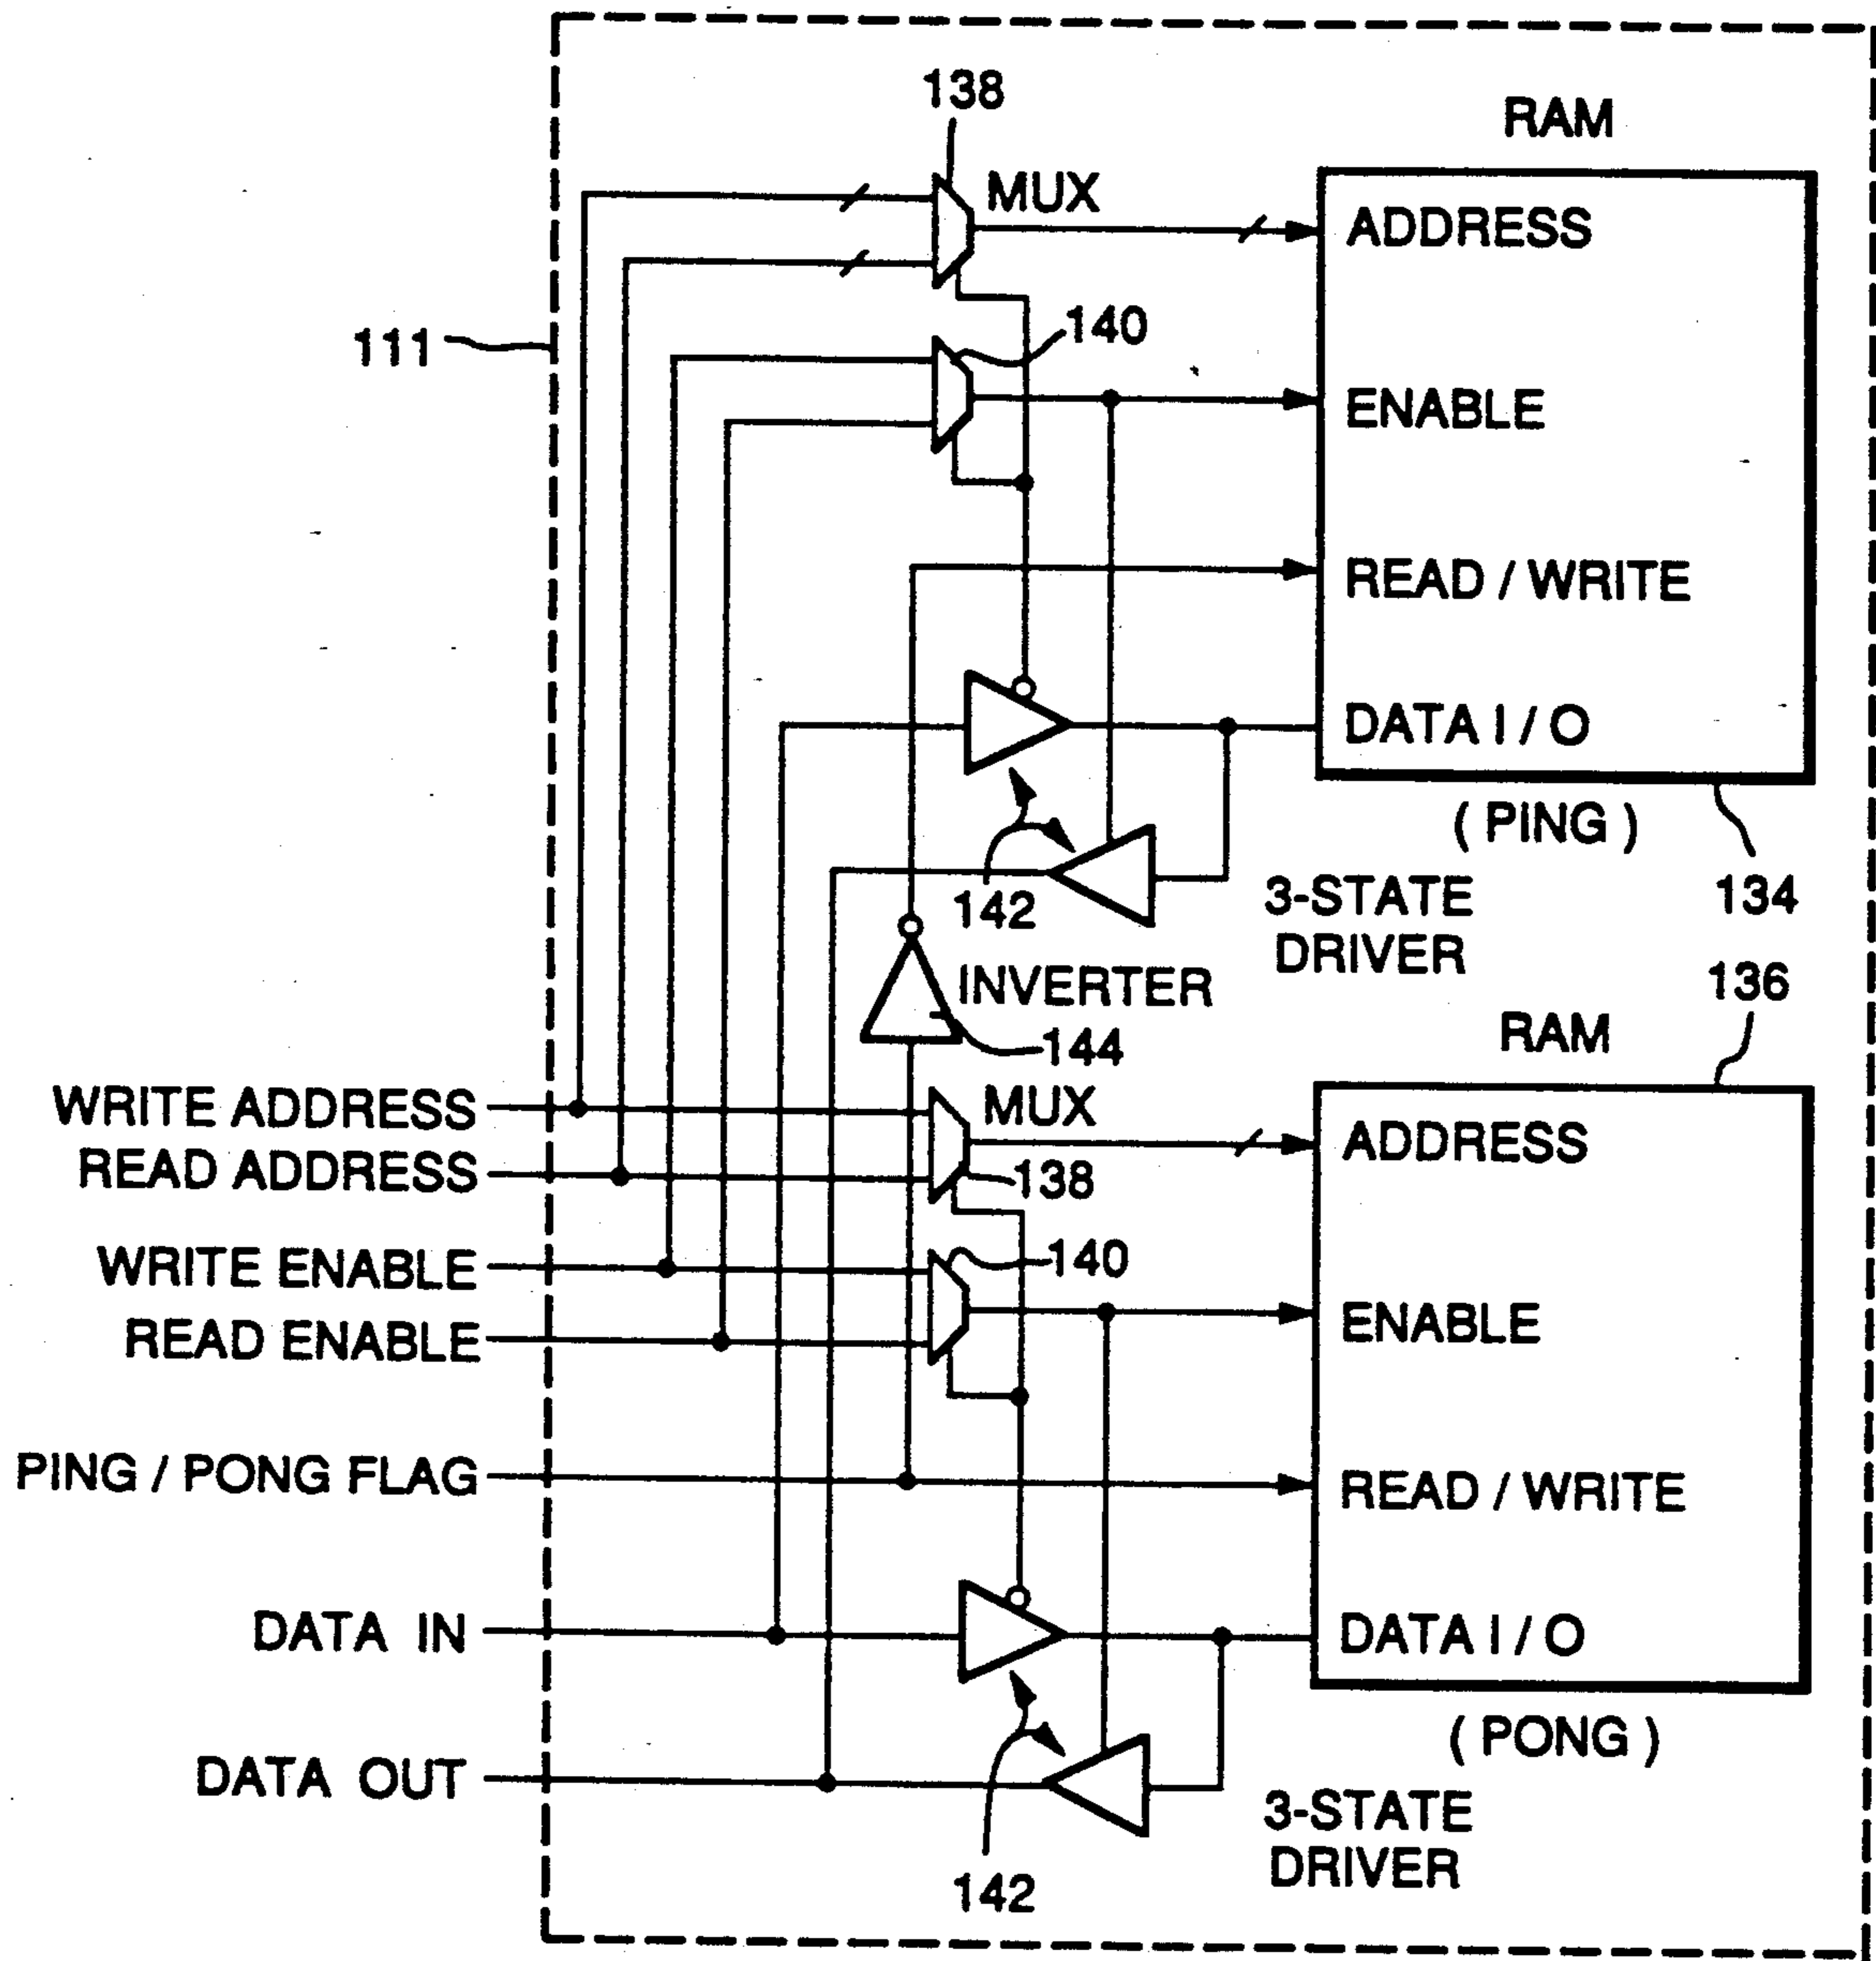 138
RAM
MUX
ADDRESS
111
140
ENABLE
READ / WRITE
DATA I / O
( PING )
142
3-STATE
DRIVER
134
INVERTER
144
136
RAM
WRITE ADDRESS
MUX
ADDRESS
READ ADDRESS
138
WRITE ENABLE
140
READ ENABLE
ENABLE
PING / PONG FLAG
READ / WRITE
DATA IN
DATA I / O
( PONG )
DATA OUT
3-STATE
DRIVER
142